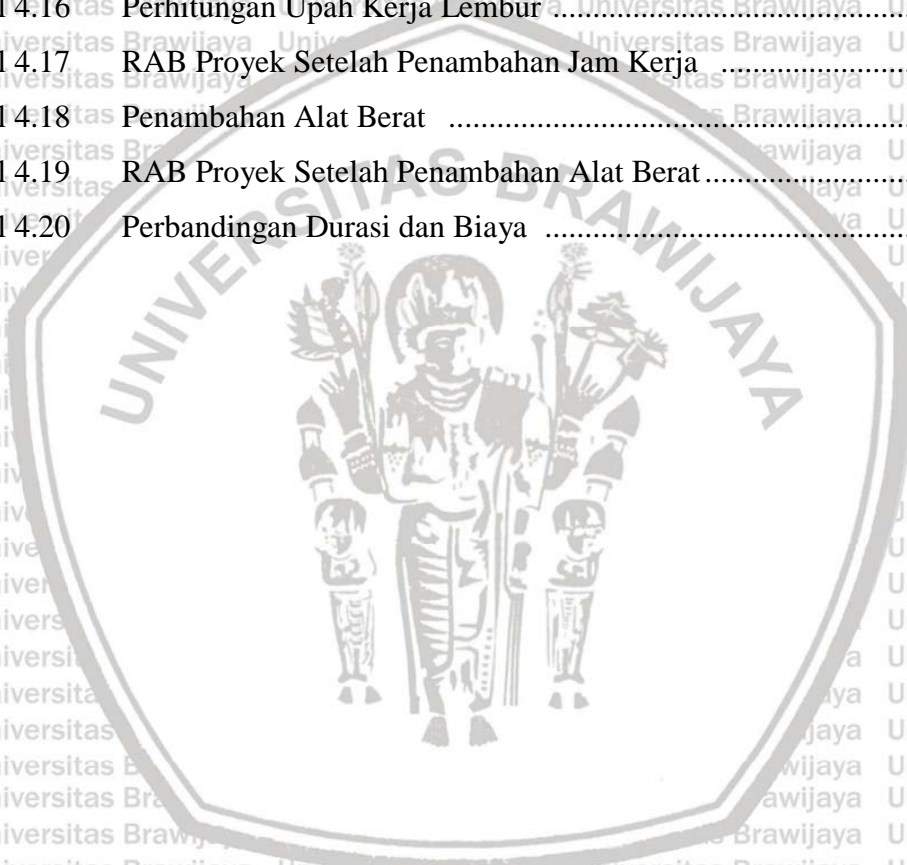 4.16 Perhitungan Upah Kerja Lembur ...............................................
4.17 RAB Proyek Setelah Penambahan Jam Kerja ..........................
4.18 Penambahan Alat Berat ...........................................................
4.19 RAB Proyek Setelah Penambahan Alat Berat ............................
4.20 Perbandingan Durasi dan Biaya ................................................
UNIVERSITAS BRAWIJAYA